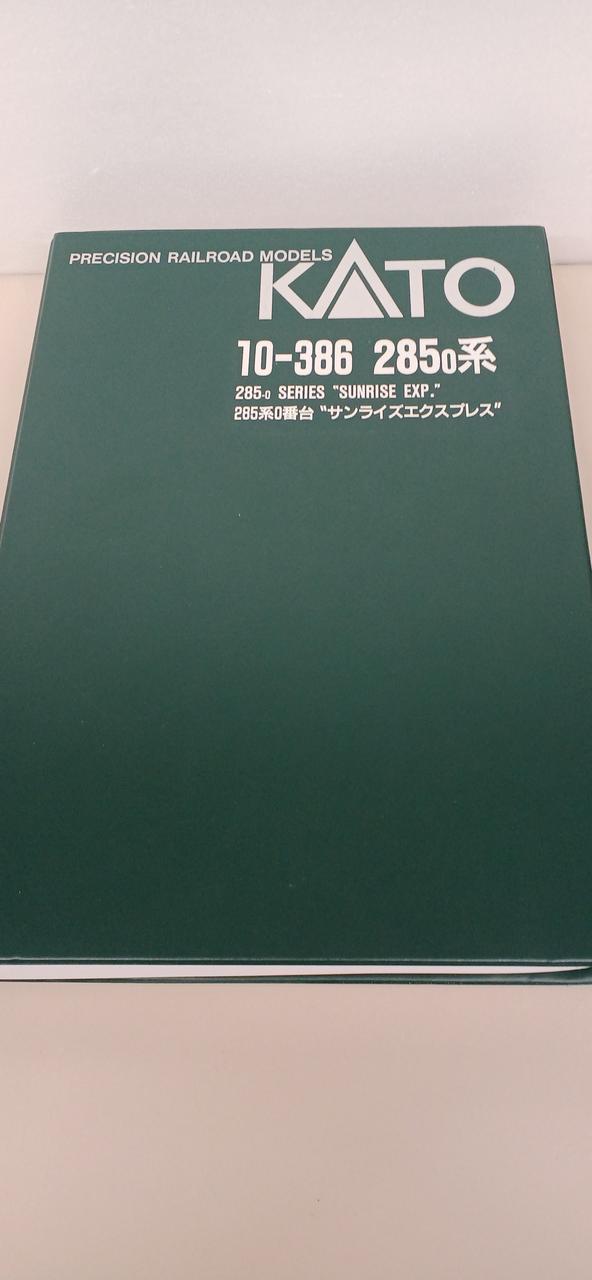 PRECISION RAILROAD MODELS
KATO
10-386 2850系
285-0 SERIES "SUNRISE EXP."
285系0番台 "サンライズエクスプレス"